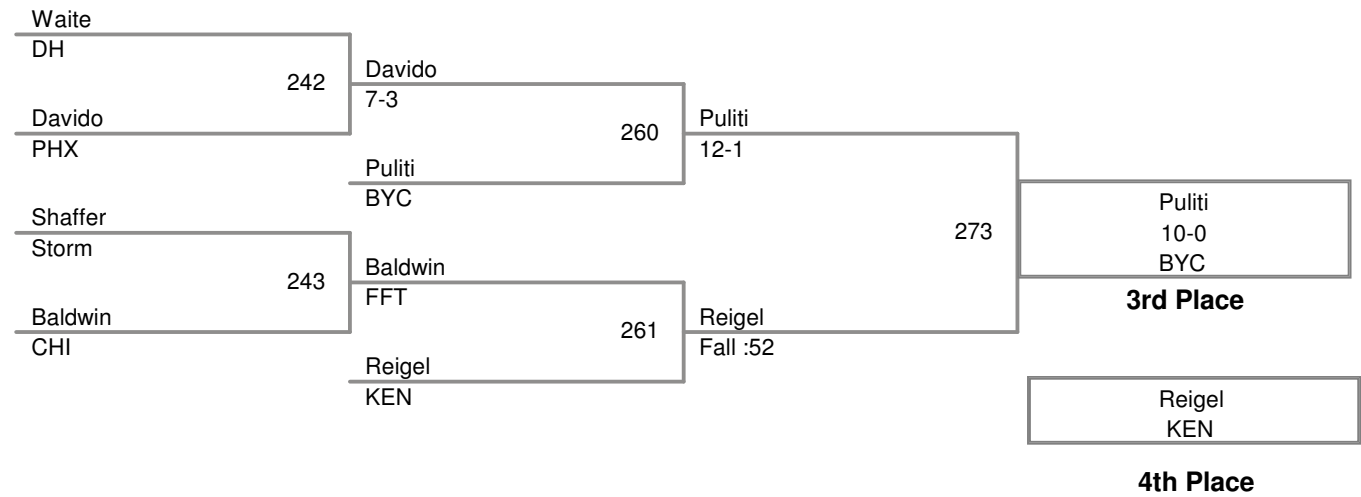 Waite
DH
242
Davido
7-3
Davido
PHX
260
Puliti
12-1
Puliti
BYC
Shaffer
Storm
273
Puliti
10-0
BYC
3rd Place
243
Baldwin
FFT
Baldwin
CHI
261
Reigel
Fall :52
Reigel
KEN
Reigel
KEN
4th Place